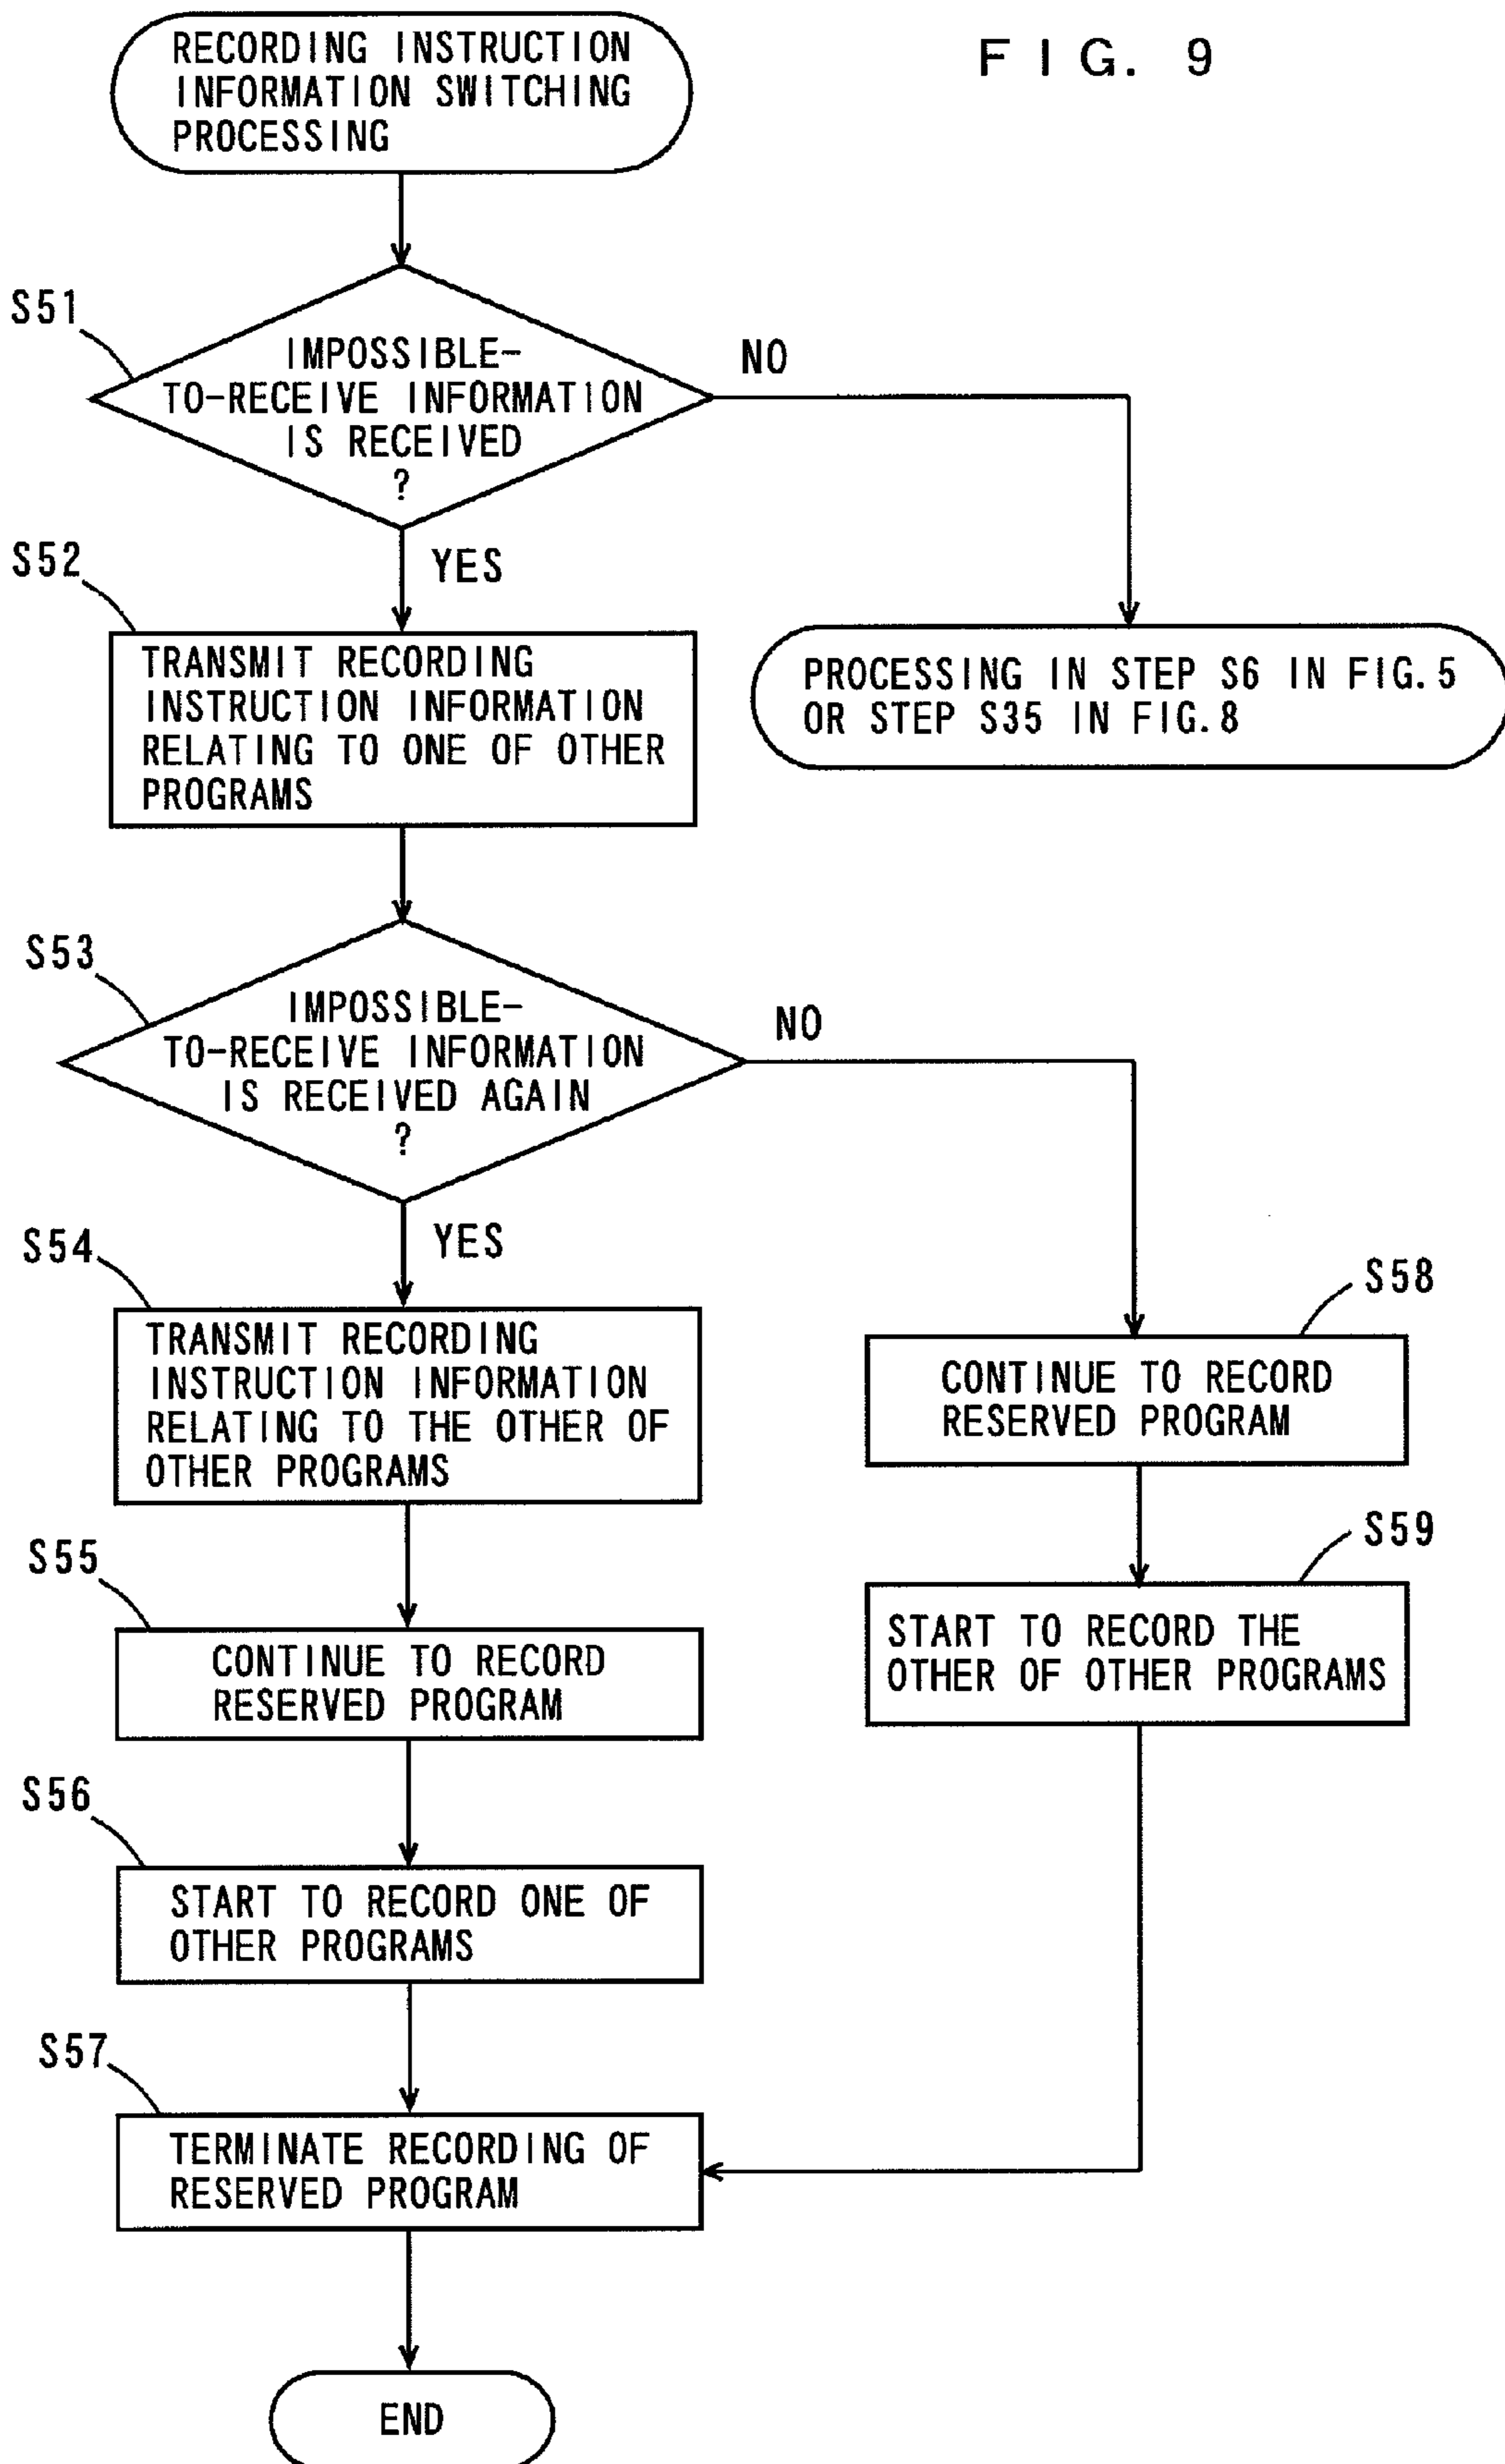 FIG. 9
RECORDING INSTRUCTION
INFORMATION SWITCHING
PROCESSING
S51
IMPOSSIBLE-
TO-RECEIVE INFORMATION
IS RECEIVED
?
NO
YES
S52
TRANSMIT RECORDING
INSTRUCTION INFORMATION
RELATING TO ONE OF OTHER
PROGRAMS
PROCESSING IN STEP S6 IN FIG.5
OR STEP S35 IN FIG.8
S53
IMPOSSIBLE-
TO-RECEIVE INFORMATION
IS RECEIVED AGAIN
?
NO
YES
S54
TRANSMIT RECORDING
INSTRUCTION INFORMATION
RELATING TO THE OTHER OF
OTHER PROGRAMS
S55
CONTINUE TO RECORD
RESERVED PROGRAM
S56
START TO RECORD ONE OF
OTHER PROGRAMS
S57
TERMINATE RECORDING OF
RESERVED PROGRAM
S58
CONTINUE TO RECORD
RESERVED PROGRAM
S59
START TO RECORD THE
OTHER OF OTHER PROGRAMS
END